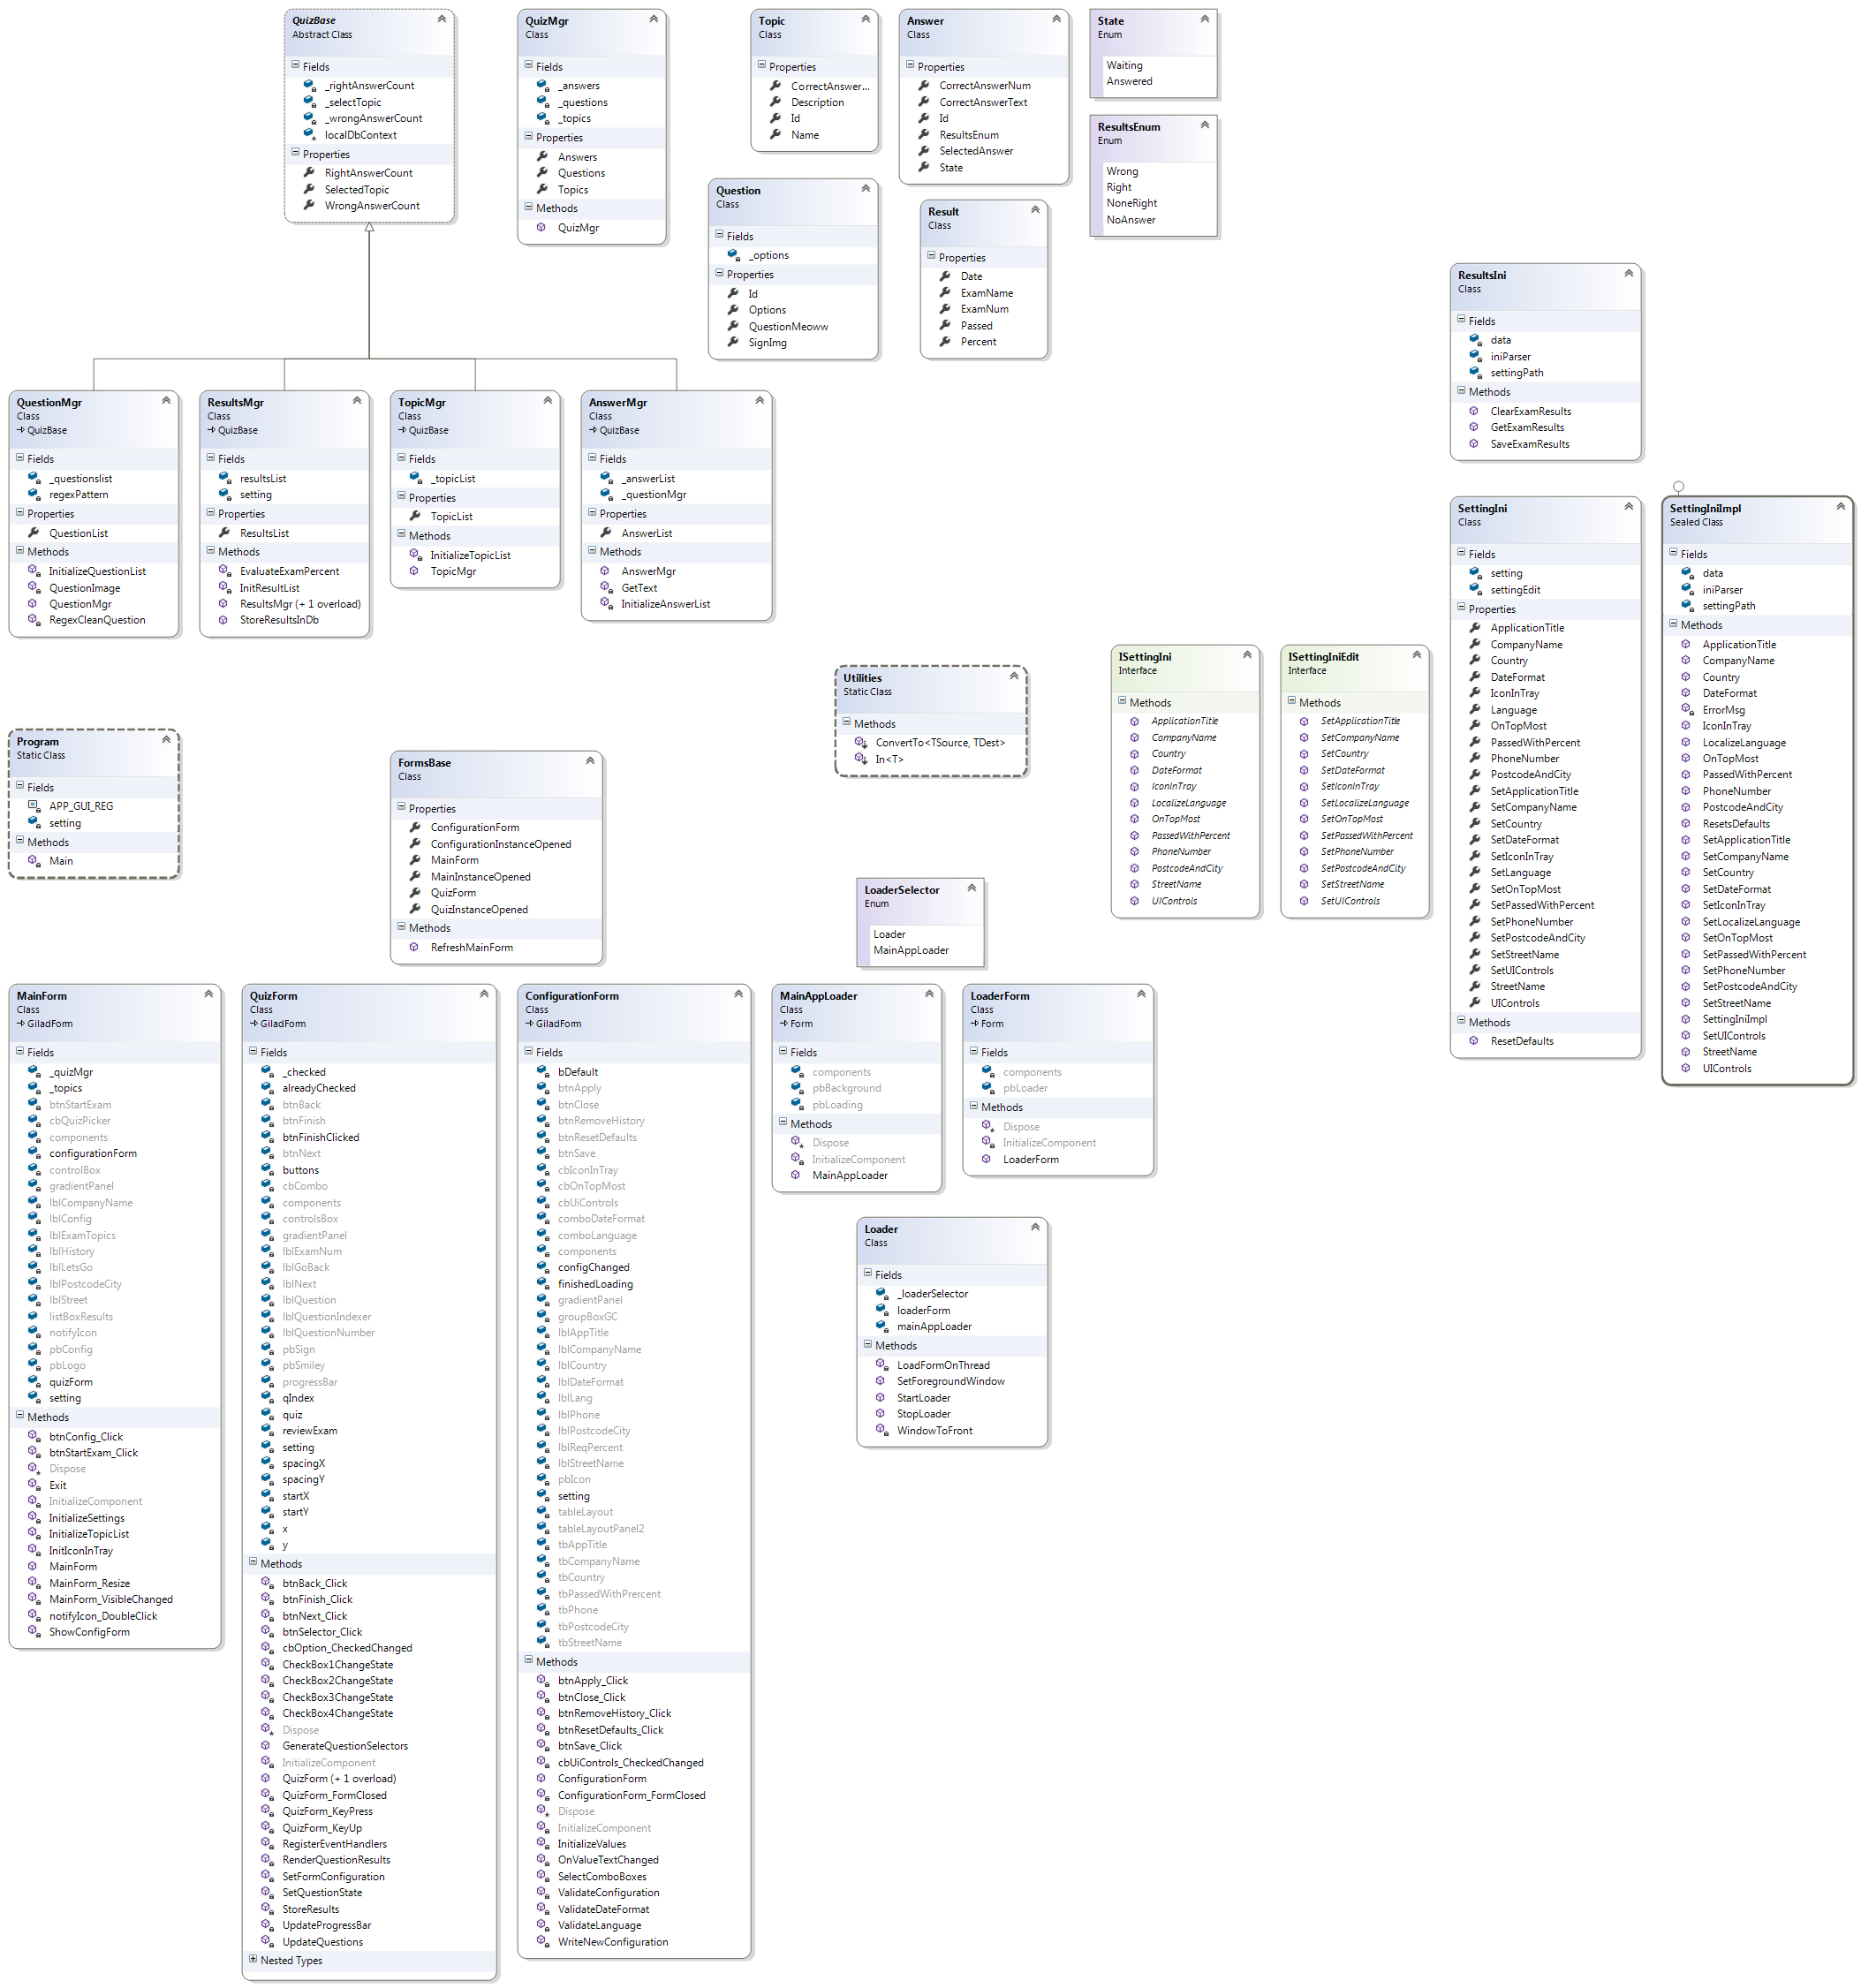 QuizBase
Abstract Class
Fields
_rightAnswerCount
_selectTopic
_wrongAnswerCount
localDbContext
Properties
RightAnswerCount
SelectedTopic
WrongAnswerCount
QuizMgr
Class
Fields
_answers
_questions
_topics
Properties
Answers
Questions
Topics
Methods
QuizMgr
Topic
Class
Properties
CorrectAnswer...
Description
Id
Name
Answer
Class
Properties
CorrectAnswerNum
CorrectAnswerText
Id
ResultsEnum
SelectedAnswer
State
State
Enum
Waiting
Answered
ResultsEnum
Enum
Wrong
Right
NoneRight
NoAnswer
Question
Class
Fields
_options
Properties
Id
Options
QuestionMeoww
SignImg
Result
Class
Properties
Date
ExamName
ExamNum
Passed
Percent
ResultsIni
Class
Fields
data
iniParser
settingPath
Methods
ClearExamResults
GetExamResults
SaveExamResults
QuestionMgr
Class
QuizBase
Fields
_questionslist
regexPattern
Properties
QuestionList
Methods
InitializeQuestionList
QuestionImage
QuestionMgr
RegexCleanQuestion
ResultsMgr
Class
QuizBase
Fields
resultsList
setting
Properties
ResultsList
Methods
EvaluateExamPercent
InitResultList
ResultsMgr (+ 1 overload)
StoreResultsInDb
TopicMgr
Class
QuizBase
Fields
_topicList
Properties
TopicList
Methods
InitializeTopicList
TopicMgr
AnswerMgr
Class
QuizBase
Fields
_answerList
_questionMgr
Properties
AnswerList
Methods
AnswerMgr
GetText
InitializeAnswerList
SettingIni
Class
Fields
setting
settingEdit
Properties
ApplicationTitle
CompanyName
Country
DateFormat
IconInTray
Language
OnTopMost
PassedWithPercent
PhoneNumber
PostcodeAndCity
SetApplicationTitle
SetCompanyName
SetCountry
SetDateFormat
SetIconInTray
SetLanguage
SetOnTopMost
SetPassedWithPercent
SetPhoneNumber
SetPostcodeAndCity
SetStreetName
SetUIControls
StreetName
UIControls
Methods
ResetDefaults
SettingIniImpl
Sealed Class
Fields
data
iniParser
settingPath
Methods
ApplicationTitle
CompanyName
Country
DateFormat
ErrorMsg
IconInTray
LocalizeLanguage
OnTopMost
PassedWithPercent
PhoneNumber
PostcodeAndCity
ResetsDefaults
SetApplicationTitle
SetCompanyName
SetCountry
SetDateFormat
SetIconInTray
SetLocalizeLanguage
SetOnTopMost
SetPassedWithPercent
SetPhoneNumber
SetPostcodeAndCity
SetStreetName
SettingIniImpl
SetUIControls
StreetName
UIControls
ISettingIni
Interface
Methods
ApplicationTitle
CompanyName
Country
DateFormat
IconInTray
LocalizeLanguage
OnTopMost
PassedWithPercent
PhoneNumber
PostcodeAndCity
StreetName
UIControls
ISettingIniEdit
Interface
Methods
SetApplicationTitle
SetCompanyName
SetCountry
SetDateFormat
SetIconInTray
SetLocalizeLanguage
SetOnTopMost
SetPassedWithPercent
SetPhoneNumber
SetPostcodeAndCity
SetStreetName
SetUIControls
Utilities
Static Class
Methods
ConvertTo<TSource, TDest>
In<T>
Program
Static Class
Fields
APP_GUI_REG
setting
Methods
Main
FormsBase
Class
Properties
ConfigurationForm
ConfigurationInstanceOpened
MainForm
MainInstanceOpened
QuizForm
QuizInstanceOpened
Methods
RefreshMainForm
LoaderSelector
Enum
Loader
MainAppLoader
MainForm
Class
GiladForm
Fields
_quizMgr
_topics
btnStartExam
cbQuizPicker
components
configurationForm
controlBox
gradientPanel
lblCompanyName
lblConfig
lblExamTopics
lblHistory
lblLetsGo
lblPostcodeCity
lblStreet
listBoxResults
notifyIcon
pbConfig
pbLogo
quizForm
setting
Methods
btnConfig_Click
btnStartExam_Click
Dispose
Exit
InitializeComponent
InitializeSettings
InitializeTopicList
InitIconInTray
MainForm
MainForm_Resize
MainForm_VisibleChanged
notifyIcon_DoubleClick
ShowConfigForm
QuizForm
Class
GiladForm
Fields
_checked
alreadyChecked
btnBack
btnFinish
btnFinishClicked
btnNext
buttons
cbCombo
components
controlsBox
gradientPanel
lblExamNum
lblGoBack
lblNext
lblQuestion
lblQuestionIndexer
lblQuestionNumber
pbSign
pbSmiley
progressBar
qIndex
quiz
reviewExam
setting
spacingX
spacingY
startX
startY
x
y
Methods
btnBack_Click
btnFinish_Click
btnNext_Click
btnSelector_Click
cbOption_CheckedChanged
CheckBox1ChangeState
CheckBox2ChangeState
CheckBox3ChangeState
CheckBox4ChangeState
Dispose
GenerateQuestionSelectors
InitializeComponent
QuizForm (+ 1 overload)
QuizForm_FormClosed
QuizForm_KeyPress
QuizForm_KeyUp
RegisterEventHandlers
RenderQuestionResults
SetFormConfiguration
SetQuestionState
StoreResults
UpdateProgressBar
UpdateQuestions
Nested Types
ConfigurationForm
Class
GiladForm
Fields
bDefault
btnApply
btnClose
btnRemoveHistory
btnResetDefaults
btnSave
cbIconInTray
cbOnTopMost
cbUiControls
comboDateFormat
comboLanguage
components
configChanged
finishedLoading
gradientPanel
groupBoxGC
lblAppTitle
lblCompanyName
lblCountry
lblDateFormat
lblLang
lblPhone
lblPostcodeCity
lblReqPercent
lblStreetName
pbIcon
setting
tableLayout
tableLayoutPanel2
tbAppTitle
tbCompanyName
tbCountry
tbPassedWithPrercent
tbPhone
tbPostcodeCity
tbStreetName
Methods
btnApply_Click
btnClose_Click
btnRemoveHistory_Click
btnResetDefaults_Click
btnSave_Click
cbUiControls_CheckedChanged
ConfigurationForm
ConfigurationForm_FormClosed
Dispose
InitializeComponent
InitializeValues
OnValueTextChanged
SelectComboBoxes
ValidateConfiguration
ValidateDateFormat
ValidateLanguage
WriteNewConfiguration
MainAppLoader
Class
Form
Fields
components
pbBackground
pbLoading
Methods
Dispose
InitializeComponent
MainAppLoader
LoaderForm
Class
Form
Fields
components
pbLoader
Methods
Dispose
InitializeComponent
LoaderForm
Loader
Class
Fields
_loaderSelector
loaderForm
mainAppLoader
Methods
LoadFormOnThread
SetForegroundWindow
StartLoader
StopLoader
WindowToFront